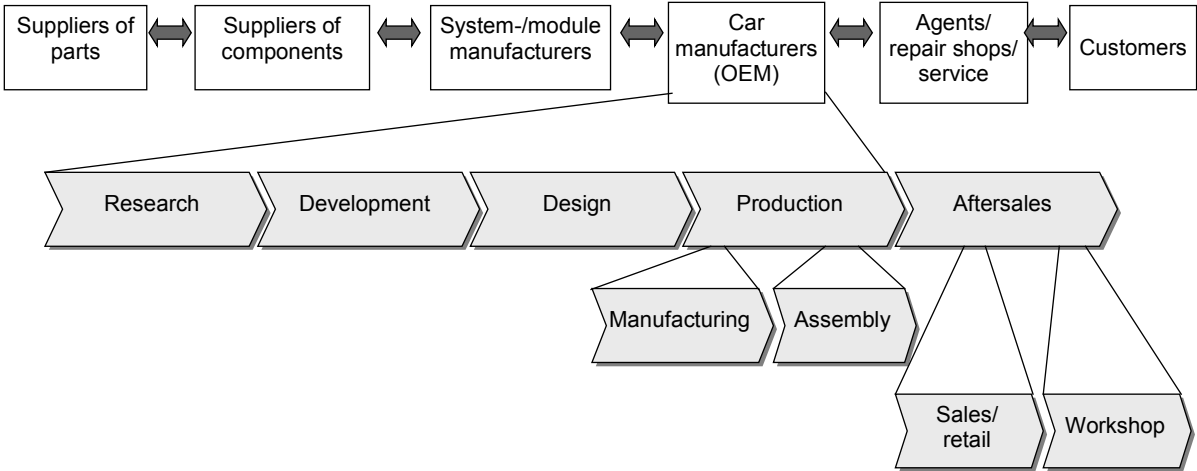 Suppliers of
parts
Suppliers of
components
System-/module
manufacturers
Car
manufacturers
(OEM)
Agents/
repair shops/
service
Customers
Research
Development
Design
Production
Aftersales
Manufacturing
Assembly
Sales/
retail
Workshop